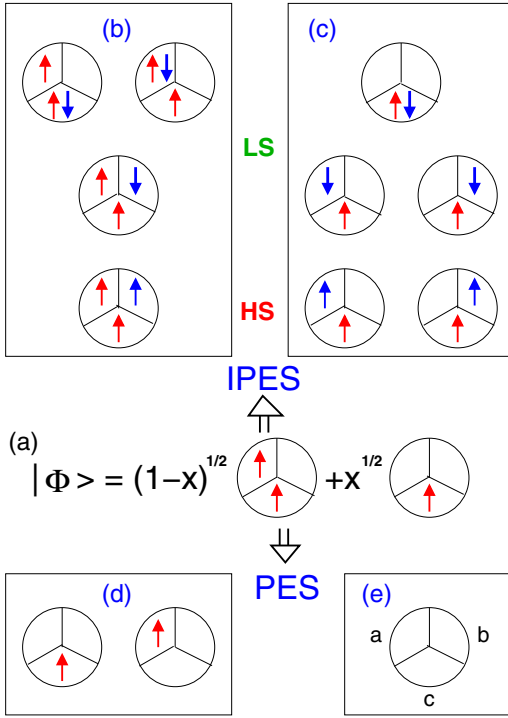 (b)
(c)
LS
HS
IPES
(a)
|Φ> = (1−x)^1/2 +x^1/2
PES
(d)
(e)
a
b
c